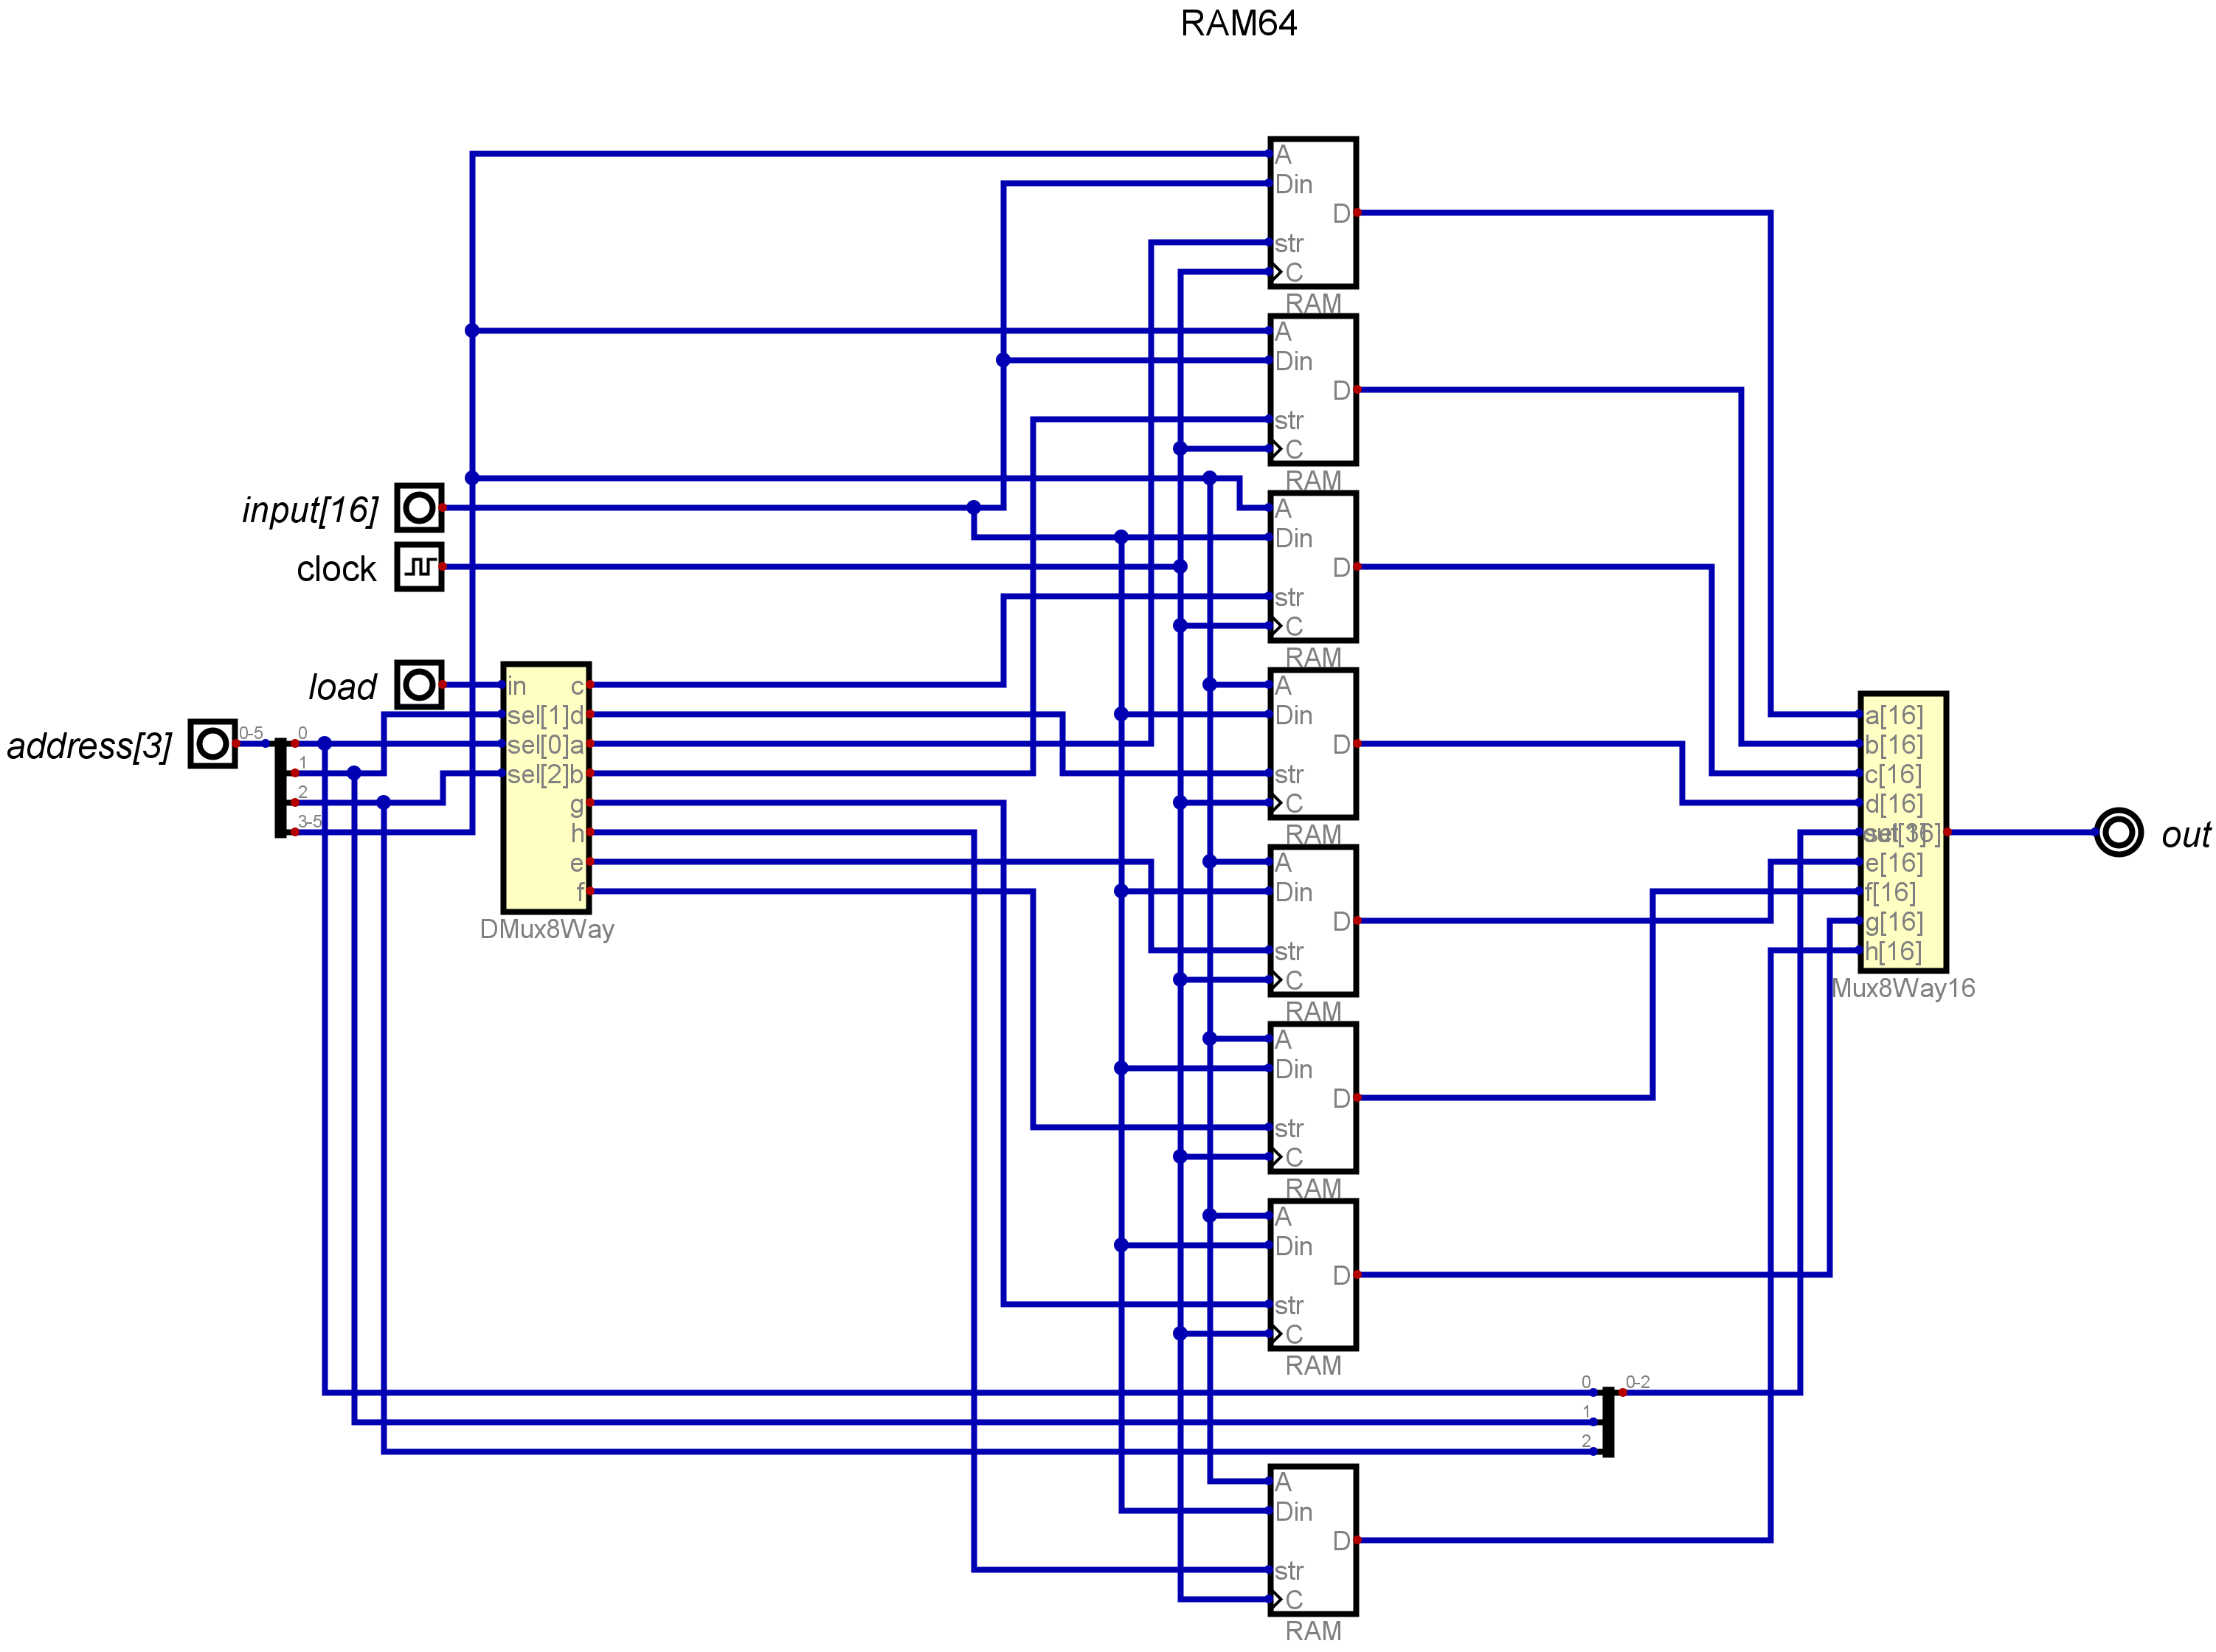 RAM64
A
Din
D
str
C
RAM
A
Din
D
str
C
RAM
input[16]
A
Din
clock
D
str
C
RAM
load
in
c
sel[1]
d
sel[0]
a
sel[2]
b
g
h
e
f
DMux8Way
address[3]
0-5
0
1
2
3-5
A
Din
D
str
C
RAM
a[16]
b[16]
c[16]
d[16]
e[16]
f[16]
g[16]
h[16]
Mux8Way16
out
A
Din
D
str
C
RAM
A
Din
D
str
C
RAM
A
Din
D
str
C
RAM
0
1
2
0-2
A
Din
D
str
C
RAM